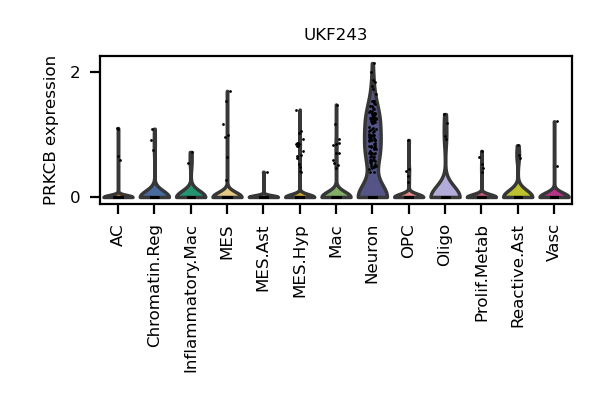 UKF243
PRKCB expression
2
0
AC
Chromatin.Reg
Inflammatory.Mac
MES
MES.Ast
MES.Hyp
Mac
Neuron
OPC
Oligo
Prolif.Metab
Reactive.Ast
Vasc